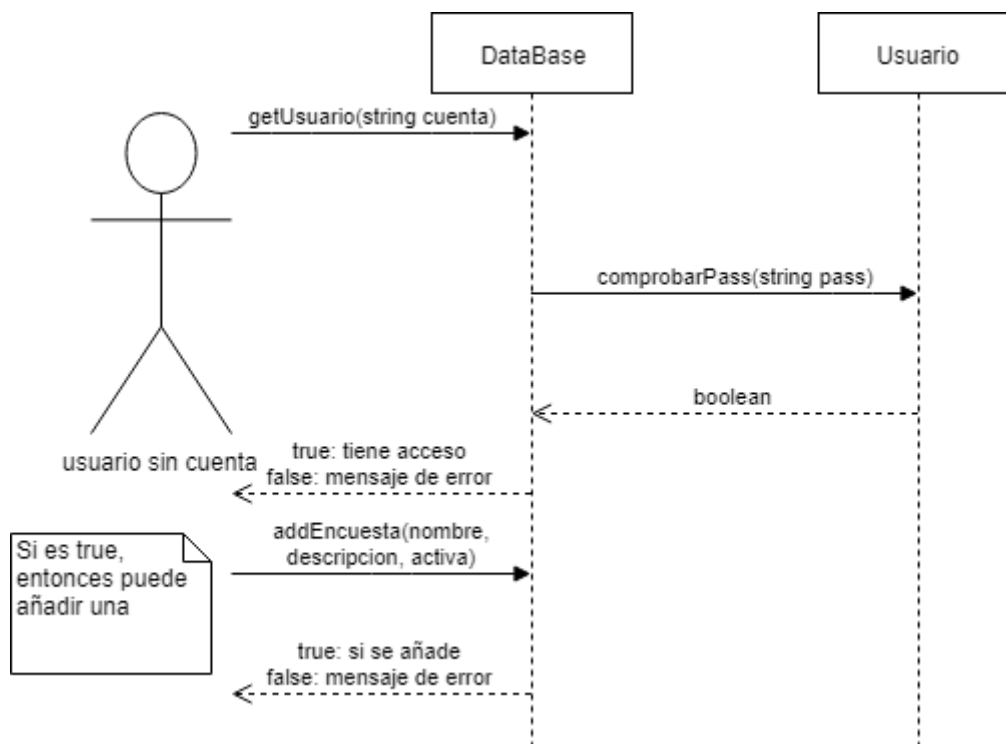 DataBase
Usuario
getUsuario(string cuenta)
comprobarPass(string pass)
boolean
usuario sin cuenta
true: tiene acceso
false: mensaje de error
Si es true,
entonces puede
añadir una
addEncuesta(nombre,
descripcion, activa)
true: si se añade
false: mensaje de error